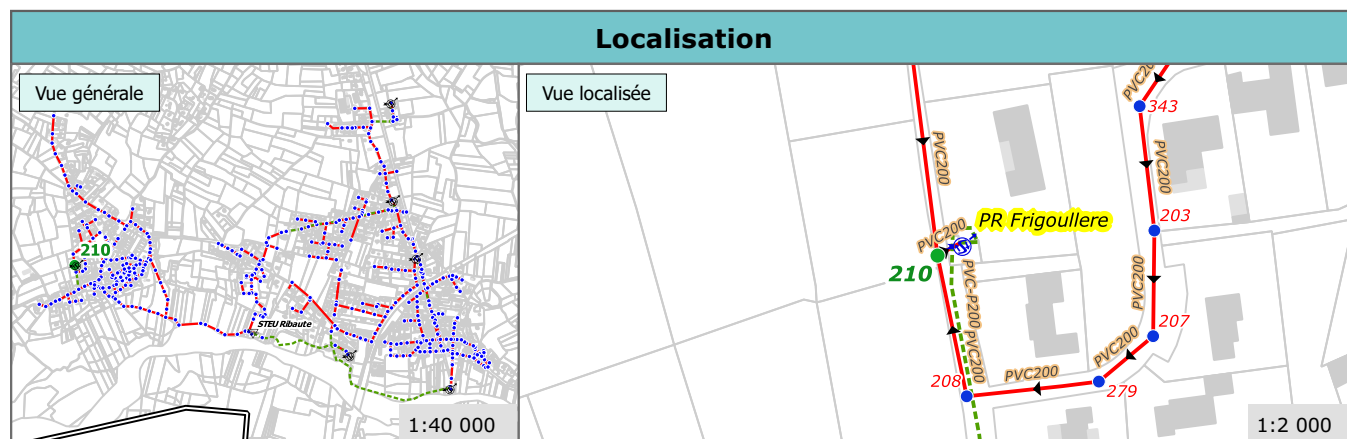 Localisation
Vue générale
210
STEU Ribaute
1:40 000
Vue localisée
PVC200
343
PVC200
PVC200
203
PR Frigoullere
PVC200
210
PVC-P200
PVC200
PVC200
207
PVC200
PVC200
208
279
1:2 000